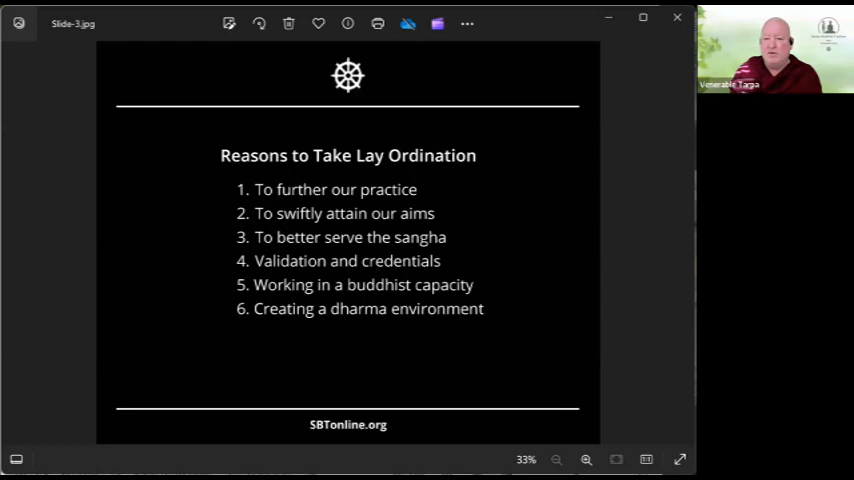 Slide-3.jpg
Reasons to Take Lay Ordination
1. To further our practice
2. To swiftly attain our aims
3. To better serve the sangha
4. Validation and credentials
5. Working in a buddhist capacity
6. Creating a dharma environment
SBTonline.org
33%
Venerable Tarpa